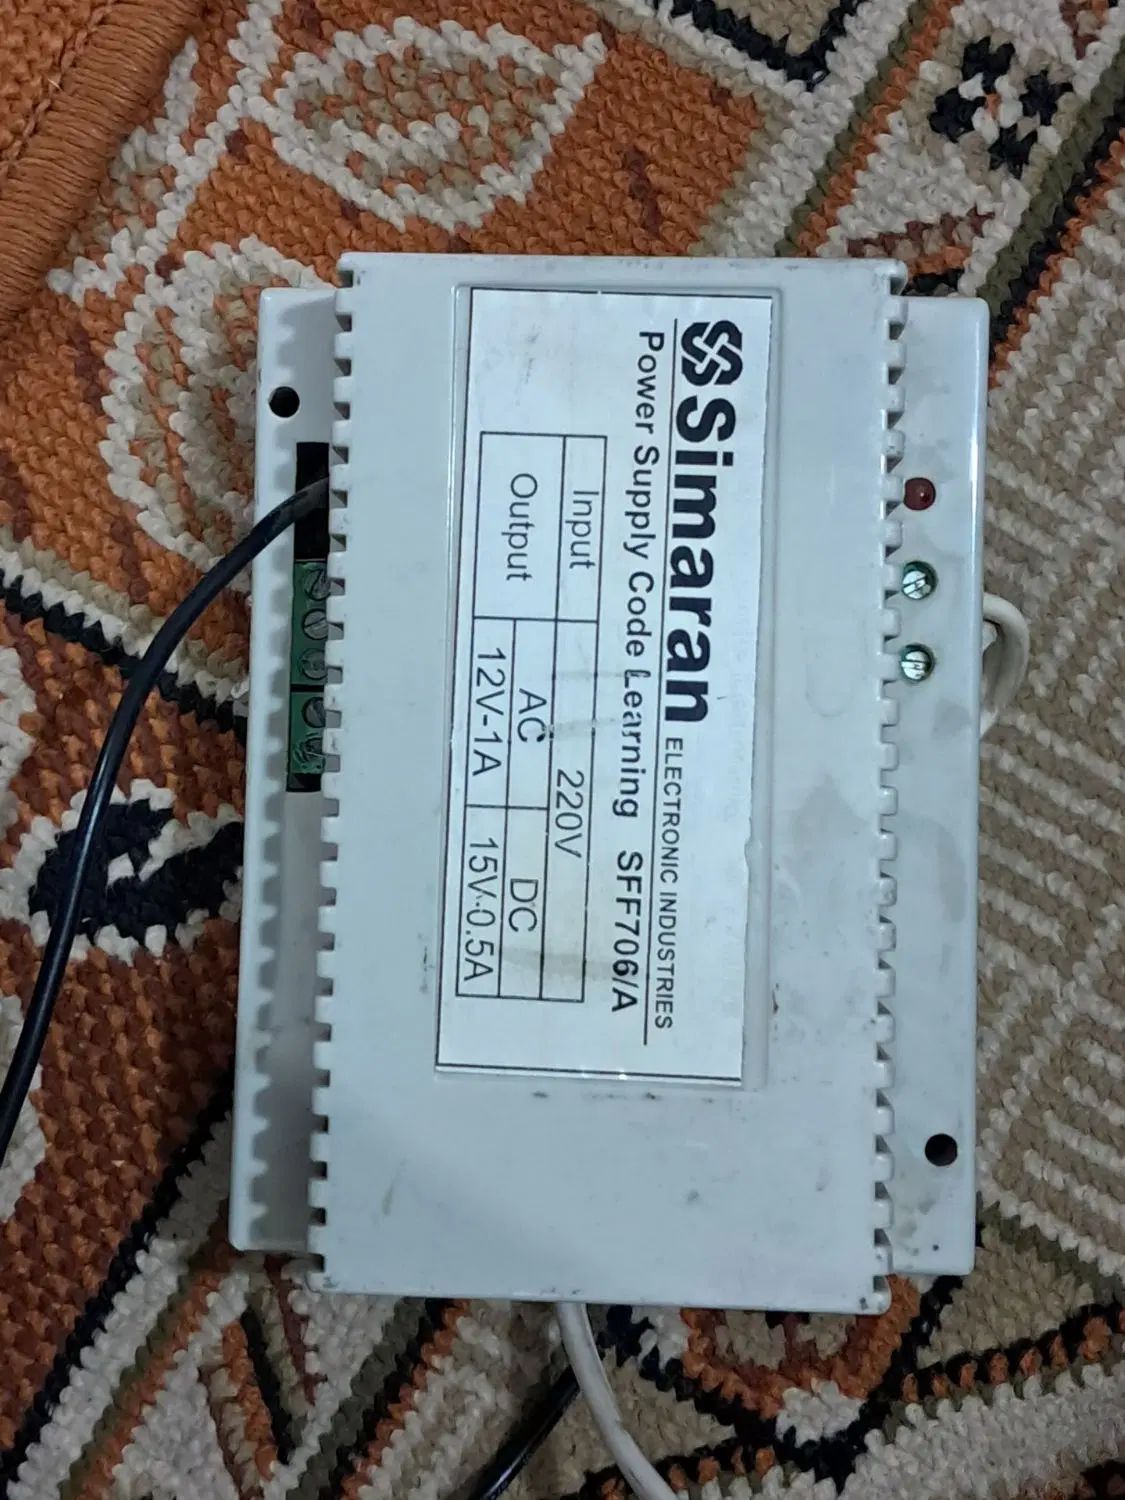 Simaran ELECTRONIC INDUSTRIES
Power Supply Code Learning SFF706/A
Input 220V
Output AC DC
12V-1A 15V-0.5A